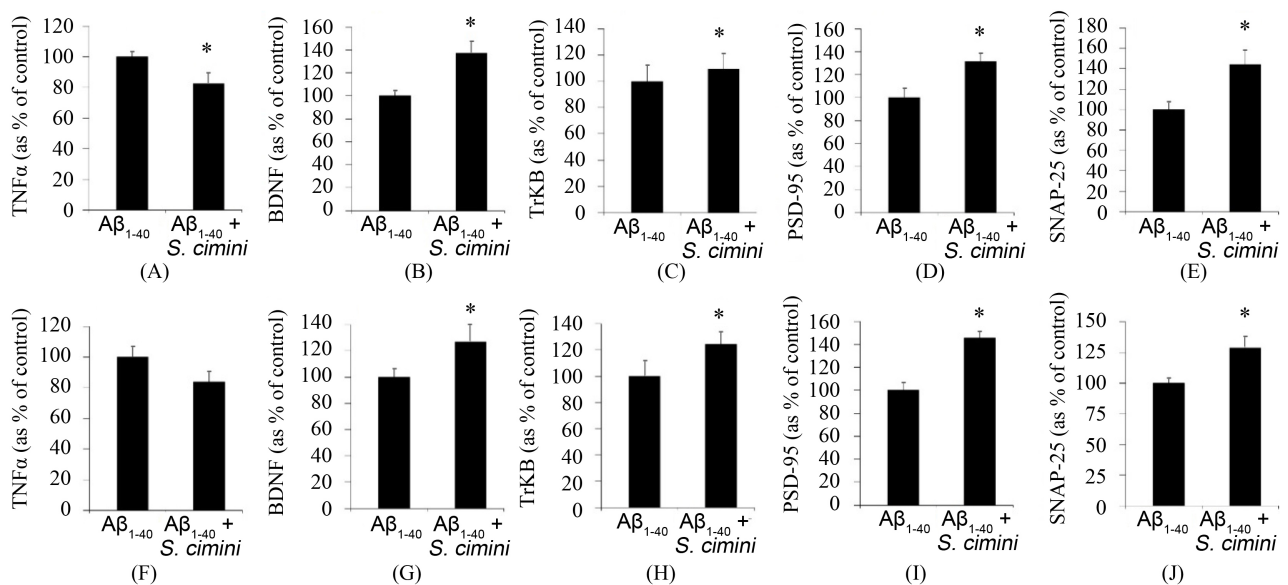 TNFα (as % of control)
120
100
80
60
40
20
0
*
Aβ1-40
Aβ1-40 +
S. cimini
(A)
BDNF (as % of control)
160
140
120
100
80
60
40
20
0
*
Aβ1-40
Aβ1-40 +
S. cimini
(B)
TrKB (as % of control)
140
120
100
80
60
40
20
0
*
Aβ1-40
Aβ1-40 +
S. cimini
(C)
PSD-95 (as % of control)
160
140
120
100
80
60
40
20
0
*
Aβ1-40
Aβ1-40 +
S. cimini
(D)
SNAP-25 (as % of control)
180
160
140
120
100
80
60
40
20
0
*
Aβ1-40
Aβ1-40 +
S. cimini
(E)
TNFα (as % of control)
120
100
80
60
40
20
0
Aβ1-40
Aβ1-40 +
S. cimini
(F)
BDNF (as % of control)
140
120
100
80
60
40
20
0
*
Aβ1-40
Aβ1-40 +
S. cimini
(G)
TrKB (as % of control)
140
120
100
80
60
40
20
0
*
Aβ1-40
Aβ1-40 +
S. cimini
(H)
PSD-95 (as % of control)
160
140
120
100
80
60
40
20
0
*
Aβ1-40
Aβ1-40 +
S. cimini
(I)
SNAP-25 (as % of control)
150
125
100
75
50
25
0
*
Aβ1-40
Aβ1-40 +
S. cimini
(J)